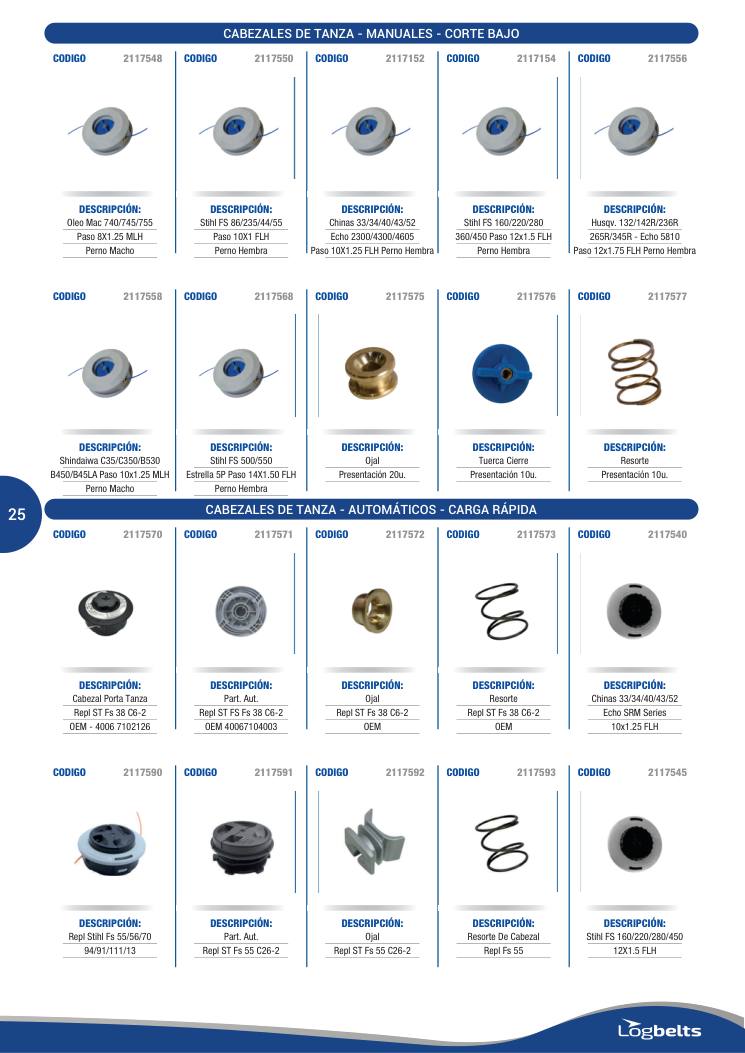 CABEZALES DE TANZA - MANUALES - CORTE BAJO
CODIGO 2117548
DESCRIPCIÓN:
Oleo Mac 740/745/755
Paso 8X1.25 MLH
Perno Macho
CODIGO 2117550
DESCRIPCIÓN:
Stihl FS 86/235/44/55
Paso 10X1 FLH
Perno Hembra
CODIGO 2117152
DESCRIPCIÓN:
Chinas 33/34/40/43/52
Echo 2300/4300/4605
Paso 10X1.25 FLH Perno Hembra
CODIGO 2117154
DESCRIPCIÓN:
Stihl FS 160/220/280
360/450 Paso 12x1.5 FLH
Perno Hembra
CODIGO 2117556
DESCRIPCIÓN:
Husqv. 132/142R/236R
265R/345R - Echo 5810
Paso 12x1.75 FLH Perno Hembra
CODIGO 2117558
DESCRIPCIÓN:
Shindaiwa C35/C350/B530
B450/B45LA Paso 10x1.25 MLH
Perno Macho
CODIGO 2117568
DESCRIPCIÓN:
Stihl FS 500/550
Estrella 5P Paso 14X1.50 FLH
Perno Hembra
CODIGO 2117575
DESCRIPCIÓN:
Ojal
Presentación 20u.
CODIGO 2117576
DESCRIPCIÓN:
Tuerca Cierre
Presentación 10u.
CODIGO 2117577
DESCRIPCIÓN:
Resorte
Presentación 10u.
25
CABEZALES DE TANZA - AUTOMÁTICOS - CARGA RÁPIDA
CODIGO 2117570
DESCRIPCIÓN:
Cabezal Porta Tanza
Repl ST Fs 38 C6-2
OEM - 4006 7102126
CODIGO 2117571
DESCRIPCIÓN:
Part. Aut.
Repl ST FS Fs 38 C6-2
OEM 40067104003
CODIGO 2117572
DESCRIPCIÓN:
Ojal
Repl ST Fs 38 C6-2
OEM
CODIGO 2117573
DESCRIPCIÓN:
Resorte
Repl ST Fs 38 C6-2
OEM
CODIGO 2117540
DESCRIPCIÓN:
Chinas 33/34/40/43/52
Echo SRM Series
10x1.25 FLH
CODIGO 2117590
DESCRIPCIÓN:
Repl Stihl Fs 55/56/70
94/91/111/13
CODIGO 2117591
DESCRIPCIÓN:
Part. Aut.
Repl ST Fs 55 C26-2
CODIGO 2117592
DESCRIPCIÓN:
Ojal
Repl ST Fs 55 C26-2
CODIGO 2117593
DESCRIPCIÓN:
Resorte De Cabezal
Repl Fs 55
CODIGO 2117545
DESCRIPCIÓN:
Stihl FS 160/220/280/450
12X1.5 FLH
Logbelts